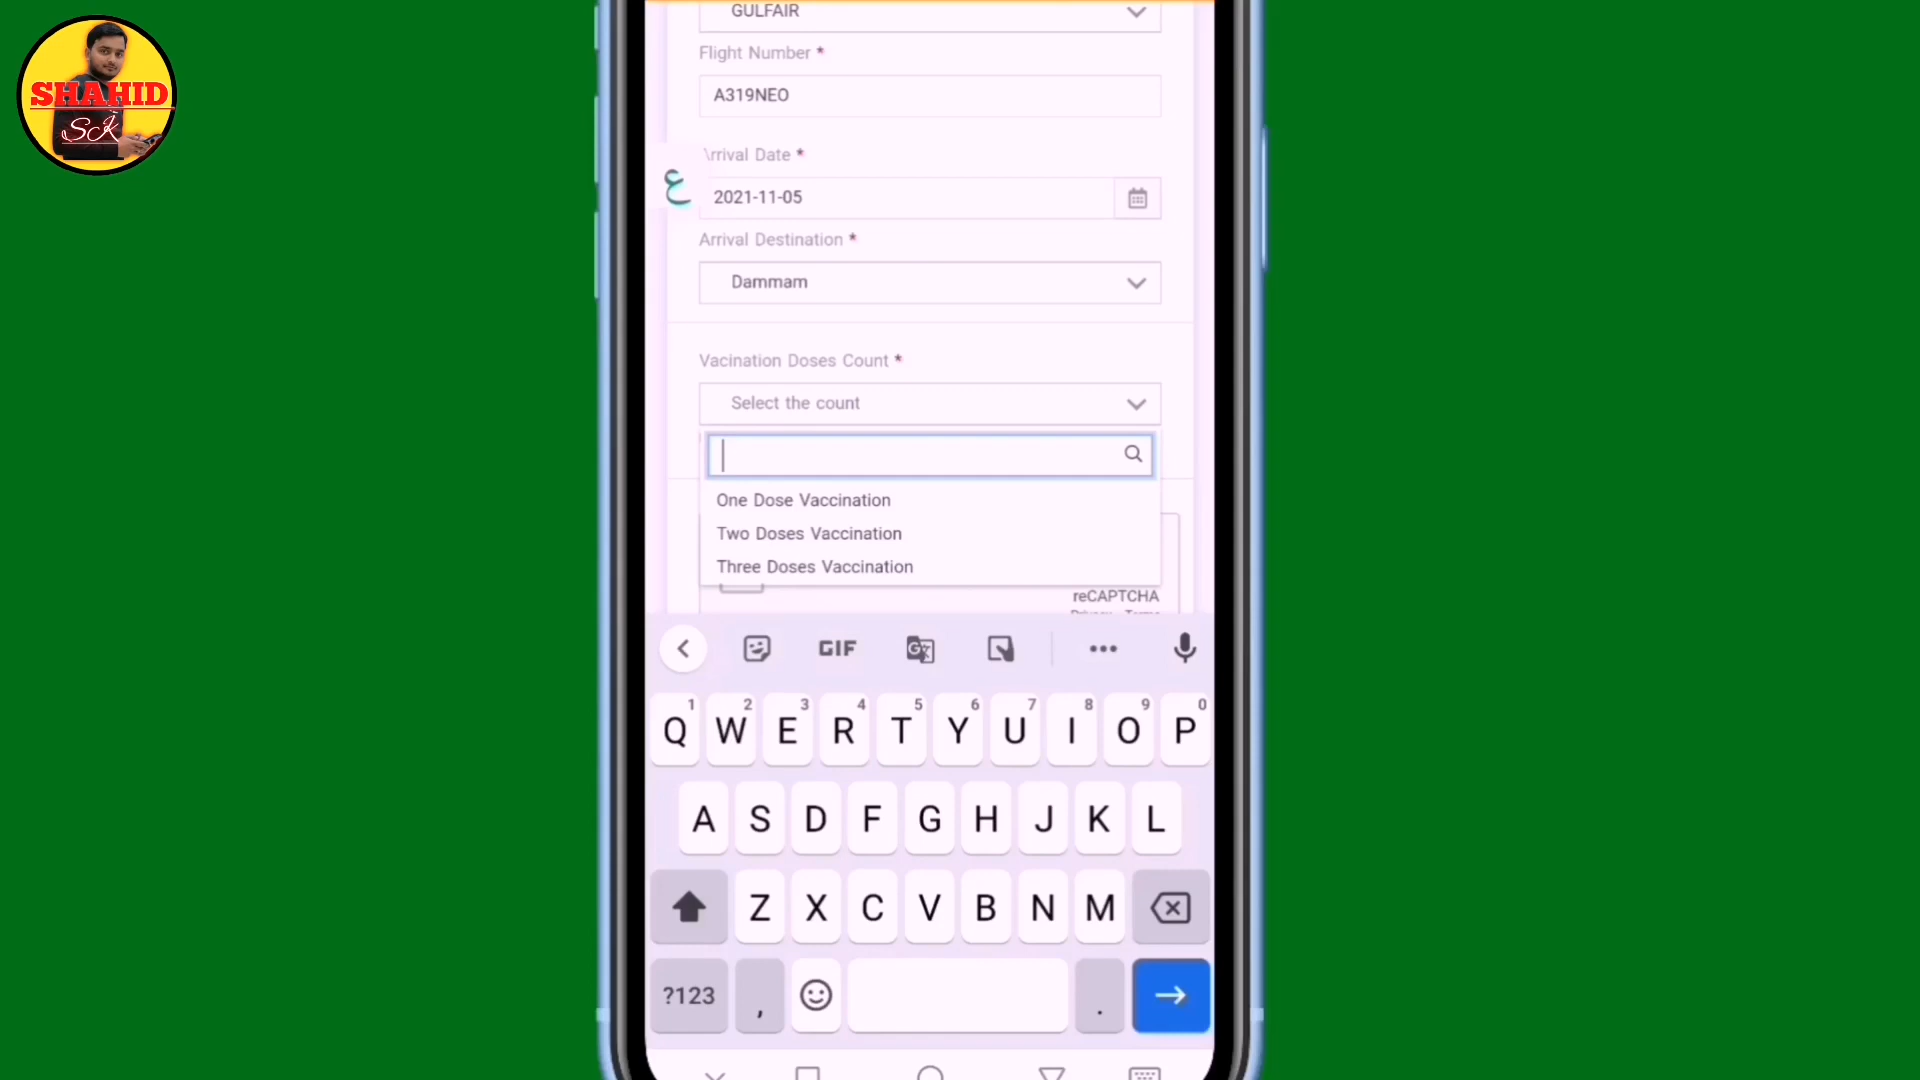 SHAHID
SK
GULFAIR
Flight Number *
A319NEO
Arrival Date *
ع
2021-11-05
Arrival Destination *
Dammam
Vacination Doses Count *
Select the count
One Dose Vaccination
Two Doses Vaccination
Three Doses Vaccination
reCAPTCHA
GIF
1 2 3 4 5 6 7 8 9 0
Q W E R T Y U I O P
A S D F G H J K L
Z X C V B N M
?123 , .